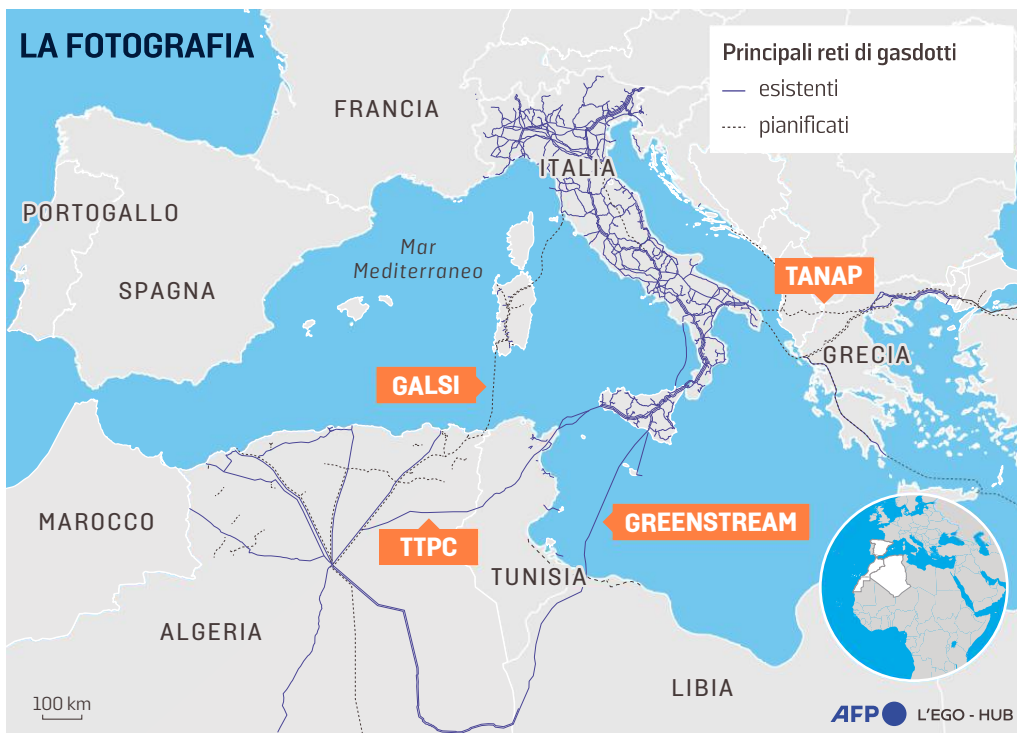 LA FOTOGRAFIA
Principali reti di gasdotti
esistenti
pianificati
FRANCIA
ITALIA
PORTOGALLO
Mar
Mediterraneo
SPAGNA
TANAP
GRECIA
GALSI
MAROCCO
TTPC
GREENSTREAM
TUNISIA
ALGERIA
LIBIA
100 km
AFP L'EGO - HUB